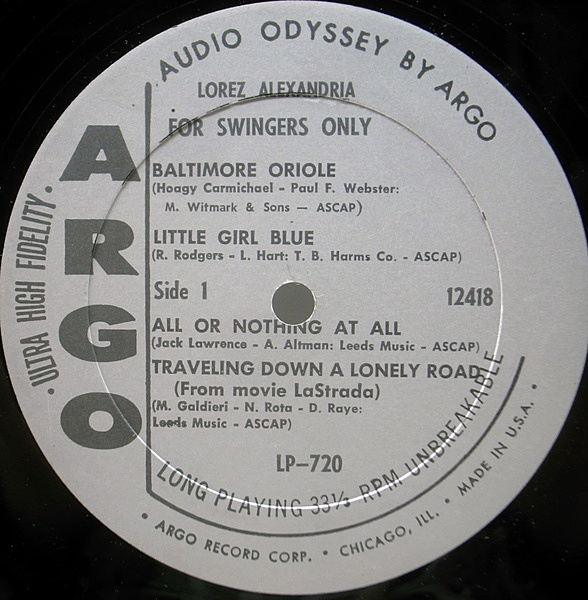 AUDIO ODYSSEY BY ARGO
LOREZ ALEXANDRIA
FOR SWINGERS ONLY
ARGO
• ULTRA HIGH FIDELITY •
BALTIMORE ORIOLE
(Hoagy Carmichael - Paul F. Webster:
M. Witmark & Sons — ASCAP)
LITTLE GIRL BLUE
(R. Rodgers - L. Hart: T. B. Harms Co. - ASCAP)
Side 1
12418
ALL OR NOTHING AT ALL
(Jack Lawrence - A. Altman: Leeds Music - ASCAP)
TRAVELING DOWN A LONELY ROAD
(From movie LaStrada)
(M. Galdieri - N. Rota - D. Raye:
Leeds Music - ASCAP)
LP–720
LONG PLAYING 33⅓ RPM UNBREAKABLE
• ARGO RECORD CORP. • CHICAGO, ILL. • MADE IN U.S.A. •